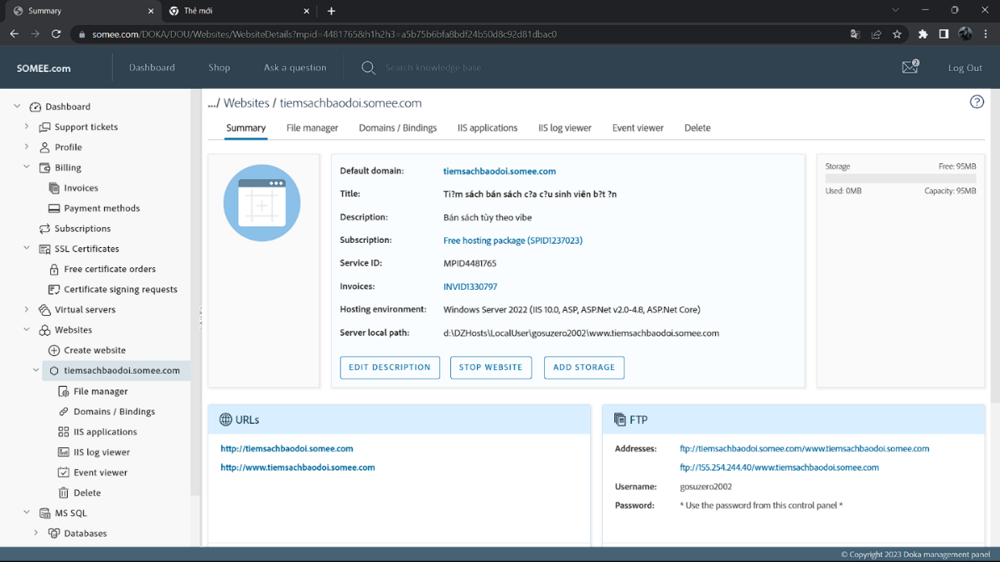 Summary
Thẻ mới
somee.com/DOKA/DOU/Websites/WebsiteDetails?mpid=4481765&h1h2h3=a5b75b6bfa8bdf24b50d8c92d81dbac0
SOMEE.com
Dashboard
Shop
Ask a question
Search knowledge base
2
Log Out
Dashboard
Support tickets
Profile
Billing
Invoices
Payment methods
Subscriptions
SSL Certificates
Free certificate orders
Certificate signing requests
Virtual servers
Websites
Create website
tiemsachbaodoi.somee.com
File manager
Domains / Bindings
IIS applications
IIS log viewer
Event viewer
Delete
MS SQL
Databases
.../ Websites / tiemsachbaodoi.somee.com
Summary
File manager
Domains / Bindings
IIS applications
IIS log viewer
Event viewer
Delete
Default domain: tiemsachbaodoi.somee.com
Title: Ti?m sách bán sách c?a c?u sinh viên b?t ?n
Description: Bán sách tùy theo vibe
Subscription: Free hosting package (SPID1237023)
Service ID: MPID4481765
Invoices: INVID1330797
Hosting environment: Windows Server 2022 (IIS 10.0, ASP, ASP.Net v2.0-4.8, ASP.Net Core)
Server local path: d:\DZHosts\LocalUser\gosuzero2002\www.tiemsachbaodoi.somee.com
EDIT DESCRIPTION
STOP WEBSITE
ADD STORAGE
Storage Free: 95MB
Used: 0MB Capacity: 95MB
URLs
http://tiemsachbaodoi.somee.com
http://www.tiemsachbaodoi.somee.com
FTP
Addresses: ftp://tiemsachbaodoi.somee.com/www.tiemsachbaodoi.somee.com
ftp://155.254.244.40/www.tiemsachbaodoi.somee.com
Username: gosuzero2002
Password: * Use the password from this control panel *
© Copyright 2023 Doka management panel